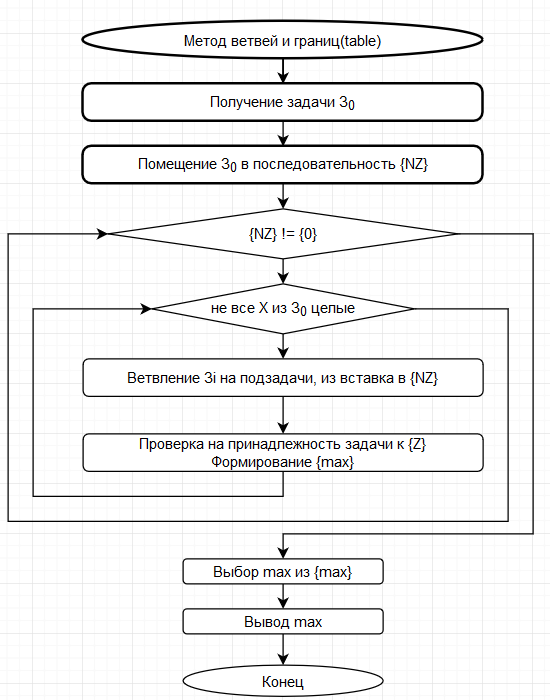 Метод ветвей и границ(table)
Получение задачи З0
Помещение З0 в последовательность {NZ}
{NZ} != {0}
не все X из З0 целые
Ветвление Зi на подзадачи, из вставка в {NZ}
Проверка на принадлежность задачи к {Z}
Формирование {max}
Выбор max из {max}
Вывод max
Конец